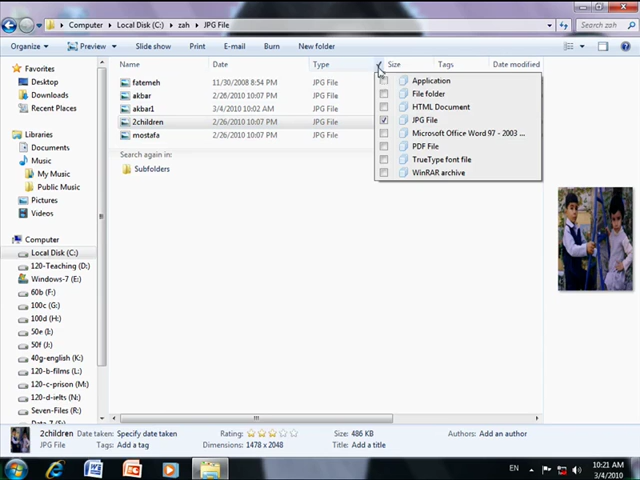 Computer ▸ Local Disk (C:) ▸ zah ▸ JPG File
Search zah
Organize Preview Slide show Print E-mail Burn New folder
Name Date Type Size Tags Date modified
Favorites
Desktop
Downloads
Recent Places
Libraries
Documents
Music
My Music
Public Music
Pictures
Videos
Computer
Local Disk (C:)
120-Teaching (D:)
Windows-7 (E:)
60b (F:)
100c (G:)
100d (H:)
50e (I:)
50f (J:)
40g-english (K:)
120-b-films (L:)
120-c-prison (M:)
120-d-ielts (N:)
Seven-Files (R:)
fatemeh 11/30/2008 8:54 PM JPG File
akbar 2/26/2010 10:07 PM JPG File
akbar1 3/4/2010 10:02 AM JPG File
2children 2/26/2010 10:07 PM JPG File
mostafa 2/26/2010 10:07 PM JPG File
Search again in:
Subfolders
Application
File folder
HTML Document
JPG File
Microsoft Office Word 97 - 2003 ...
PDF File
TrueType font file
WinRAR archive
2children Date taken: Specify date taken Rating: Size: 486 KB Authors: Add an author
JPG File Tags: Add a tag Dimensions: 1478 x 2048 Title: Add a title
EN
10:21 AM
3/4/2010